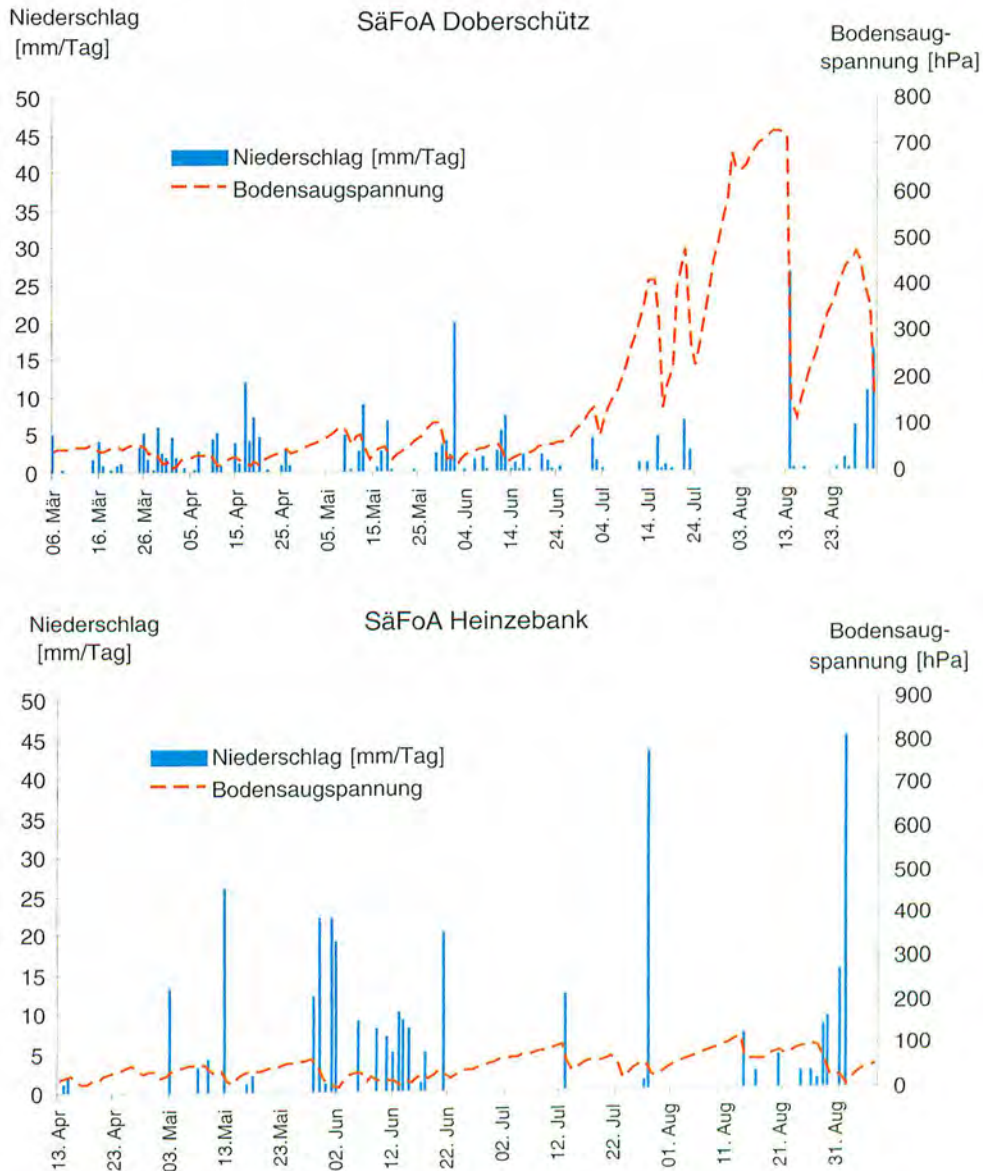 Niederschlag
[mm/Tag]
SäFoA Doberschütz
Bodensaug-
spannung [hPa]
50
45
40
35
30
25
20
15
10
5
0
Niederschlag [mm/Tag]
Bodensaugspannung
800
700
600
500
400
300
200
100
0
06. Mär
16. Mär
26. Mär
05. Apr
15. Apr
25. Apr
05. Mai
15. Mai
25.Mai
04. Jun
14. Jun
24. Jun
04. Jul
14. Jul
24. Jul
03. Aug
13. Aug
23. Aug
Niederschlag
[mm/Tag]
SäFoA Heinzebank
Bodensaug-
spannung [hPa]
50
45
40
35
30
25
20
15
10
5
0
Niederschlag [mm/Tag]
Bodensaugspannung
900
800
700
600
500
400
300
200
100
0
13. Apr
23. Apr
03. Mai
13.Mai
23.Mai
02. Jun
12. Jun
22. Jun
02. Jul
12. Jul
22. Jul
01. Aug
11. Aug
21. Aug
31. Aug